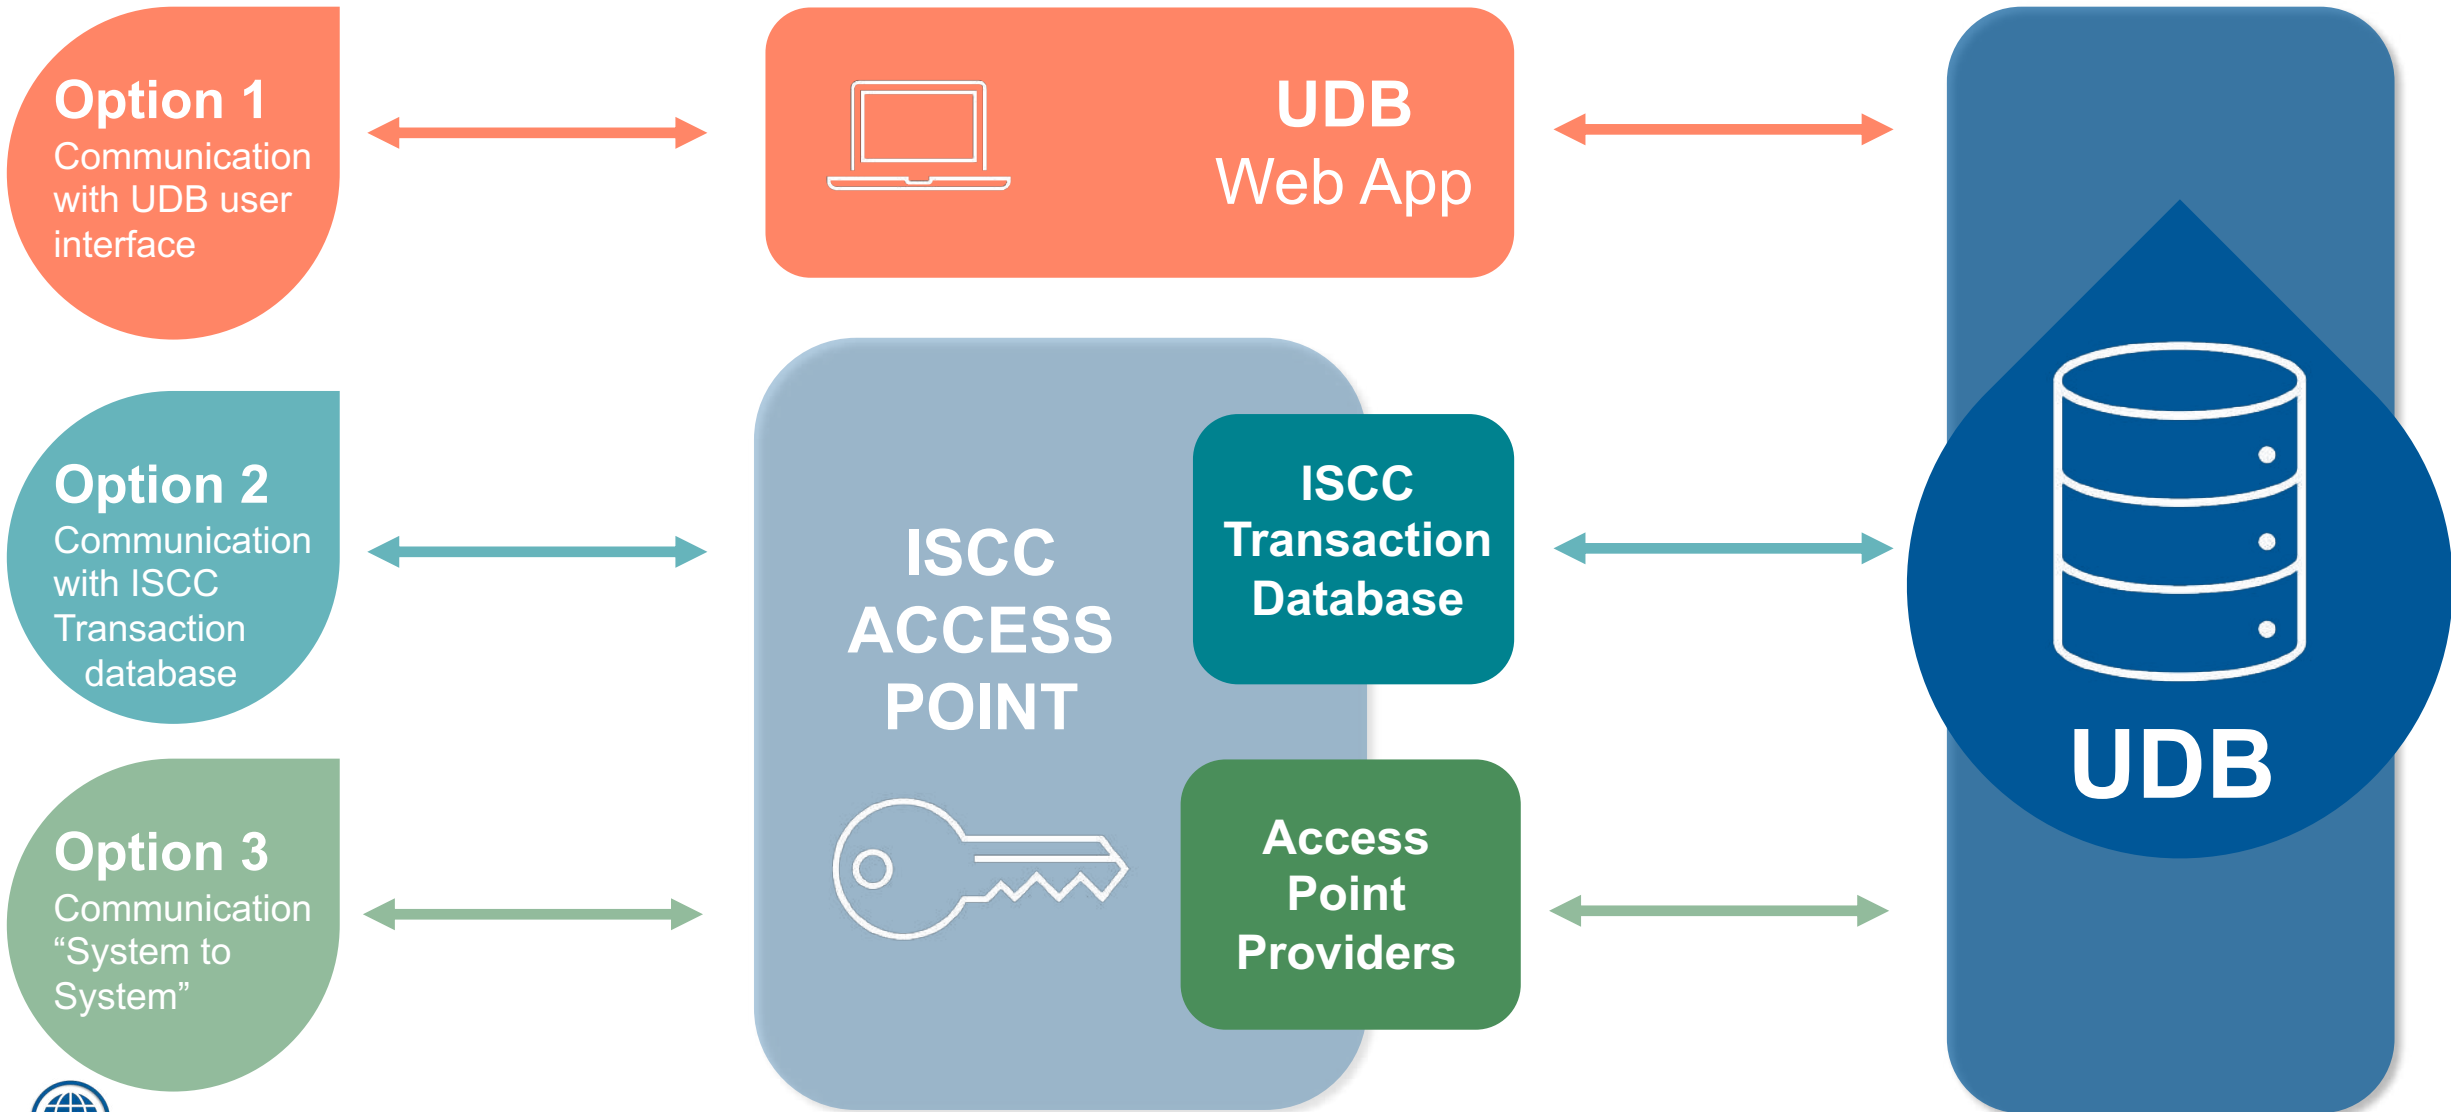 Option 1
Communication
with UDB user
interface
UDB
Web App
Option 2
Communication
with ISCC
Transaction
database
ISCC
ACCESS
POINT
ISCC
Transaction
Database
Option 3
Communication
“System to
System”
Access
Point
Providers
UDB